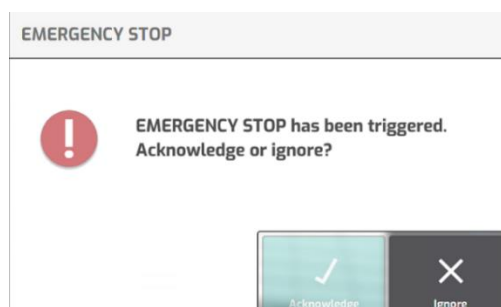 EMERGENCY STOP
EMERGENCY STOP has been triggered.
Acknowledge or ignore?
Acknowledge
Ignore